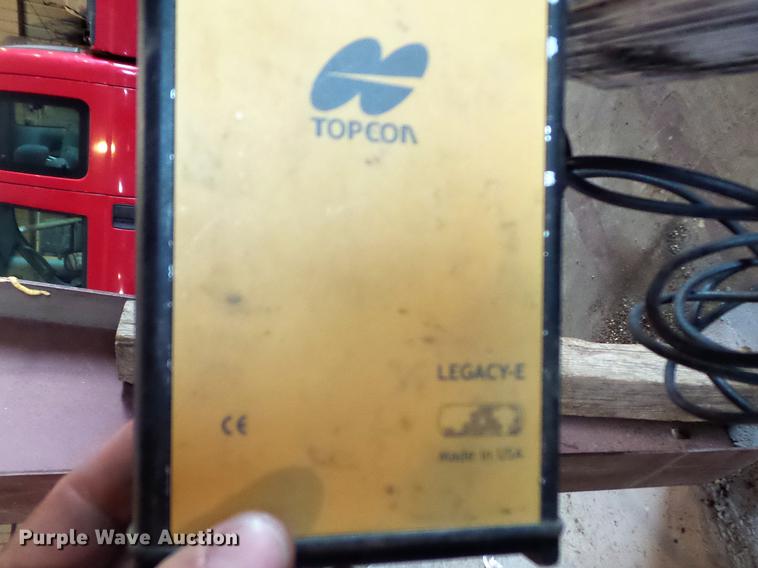 TOPCON
LEGACY-E
CE
made in USA
Purple Wave Auction